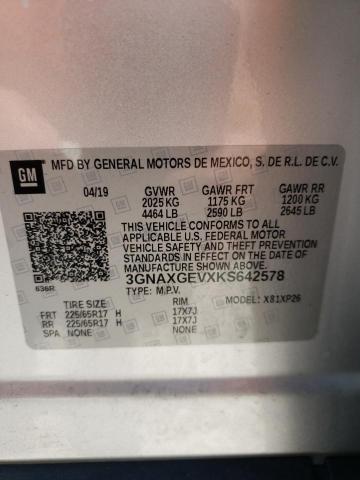 GM
MFD BY GENERAL MOTORS DE MEXICO, S. DE R.L. DE C.V.
04/19 GVWR GAWR FRT GAWR RR
2025 KG 1175 KG 1200 KG
4464 LB 2590 LB 2645 LB
THIS VEHICLE CONFORMS TO ALL
APPLICABLE U.S. FEDERAL MOTOR
VEHICLE SAFETY AND THEFT PREVENTION
STANDARDS IN EFFECT ON THE DATE
OF MANUFACTURE SHOWN ABOVE.
3GNAXGEVXKS642578
636R TYPE: M.P.V. MODEL: X81XP26
TIRE SIZE RIM
FRT 225/65R17 H 17X7J
RR 225/65R17 H 17X7J
SPA NONE NONE